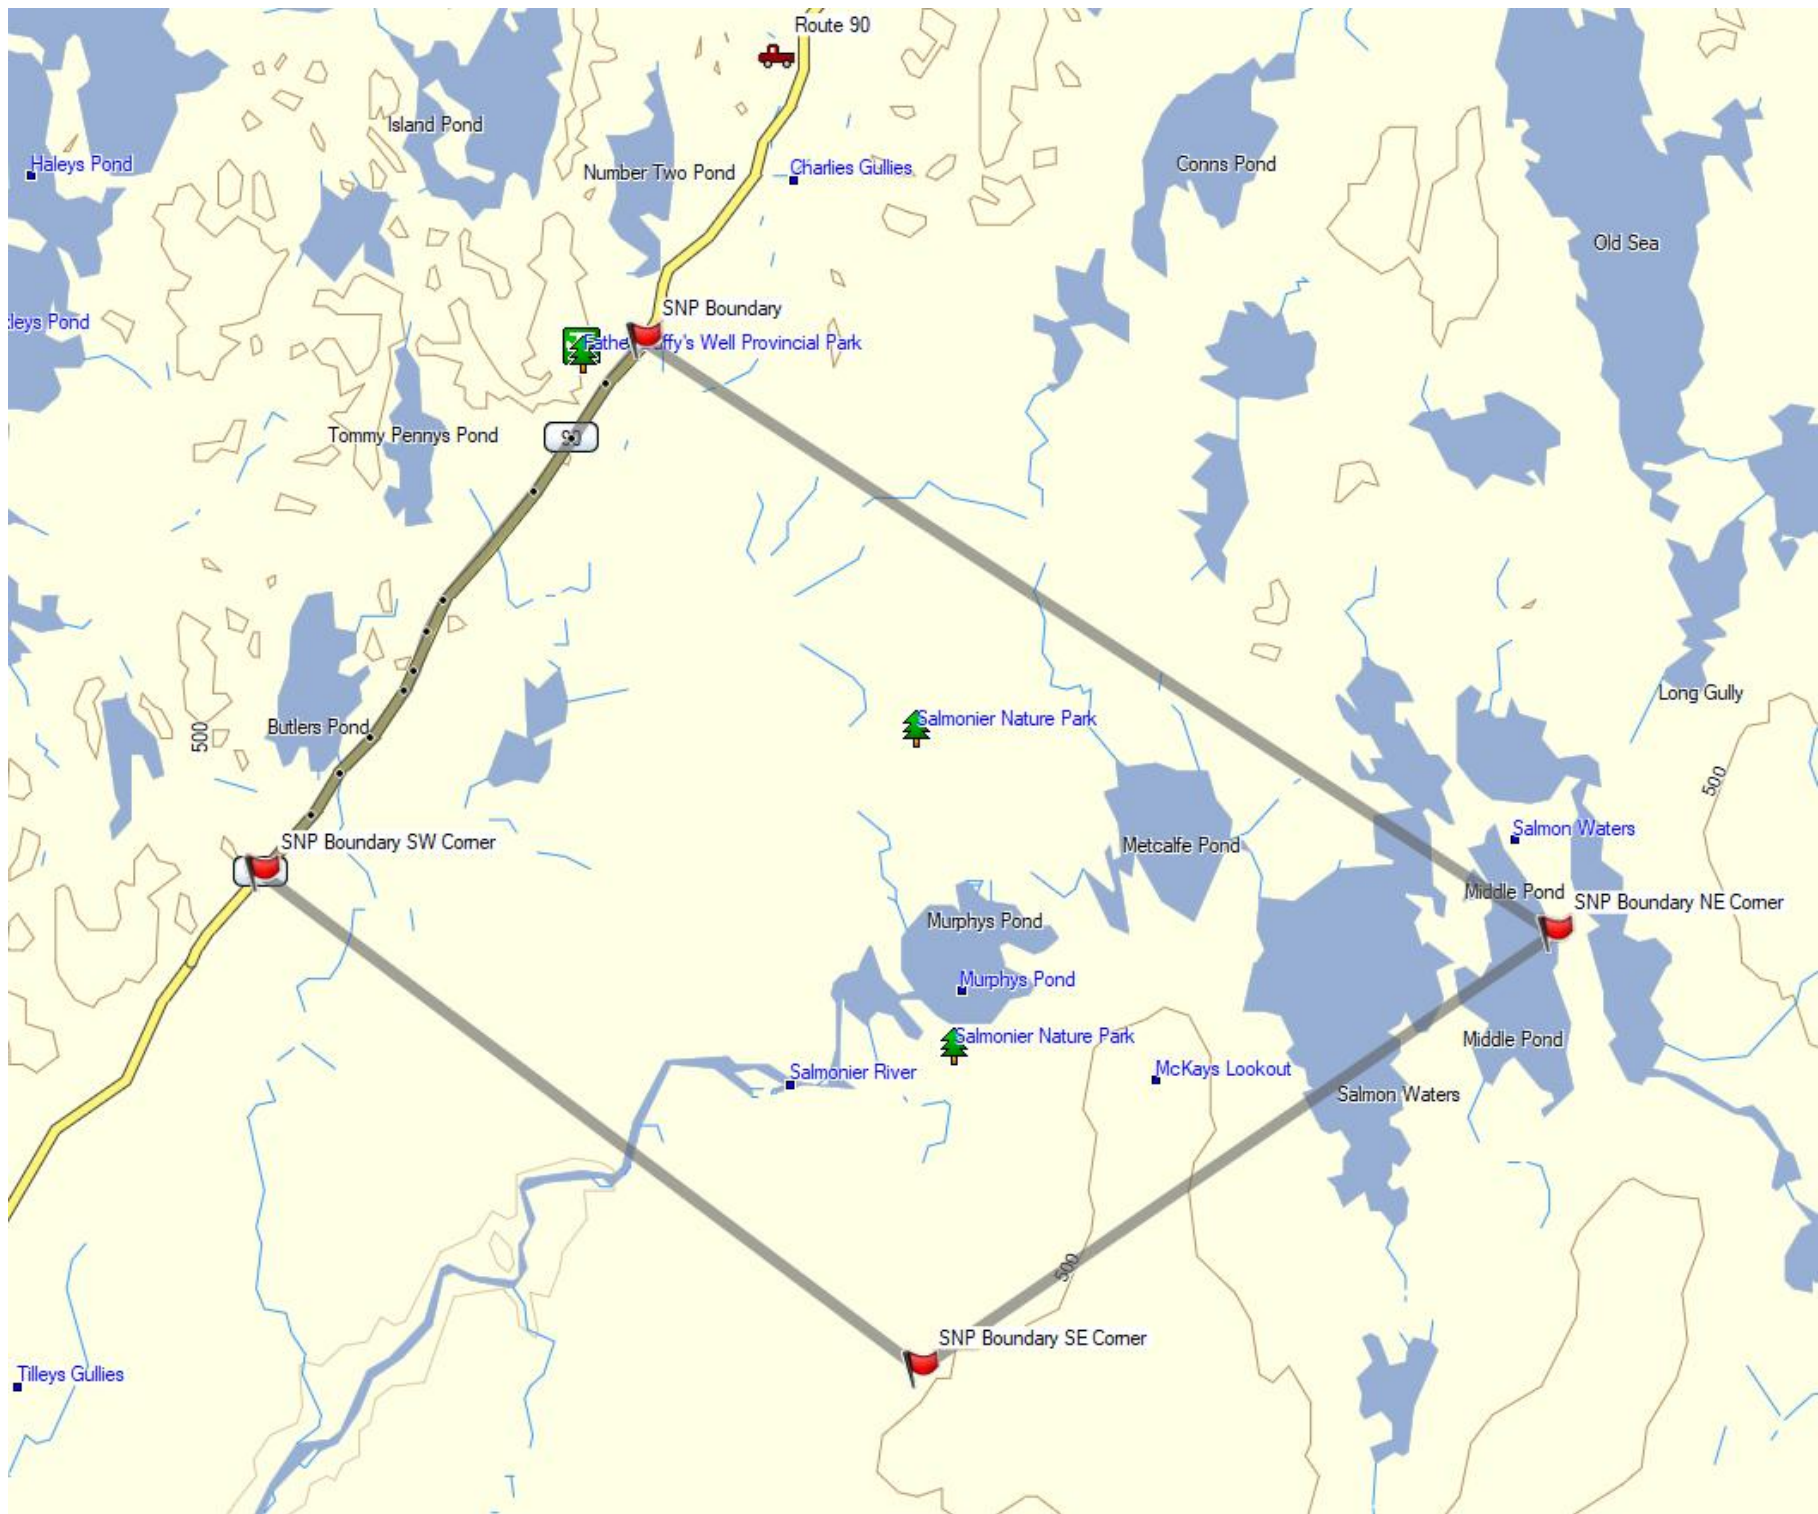 Route 90
Island Pond
Haleys Pond
Number Two Pond
Charlies Gullies
Conns Pond
Old Sea
SNP Boundary
leys Pond
Father Duffy's Well Provincial Park
Tommy Pennys Pond
90
Long Gully
Salmonier Nature Park
Butlers Pond
500
500
Salmon Waters
SNP Boundary SW Corner
Metcalfe Pond
Middle Pond
SNP Boundary NE Corner
Murphys Pond
Murphys Pond
Salmonier Nature Park
Middle Pond
Salmonier River
McKays Lookout
Salmon Waters
500
SNP Boundary SE Corner
Tilleys Gullies